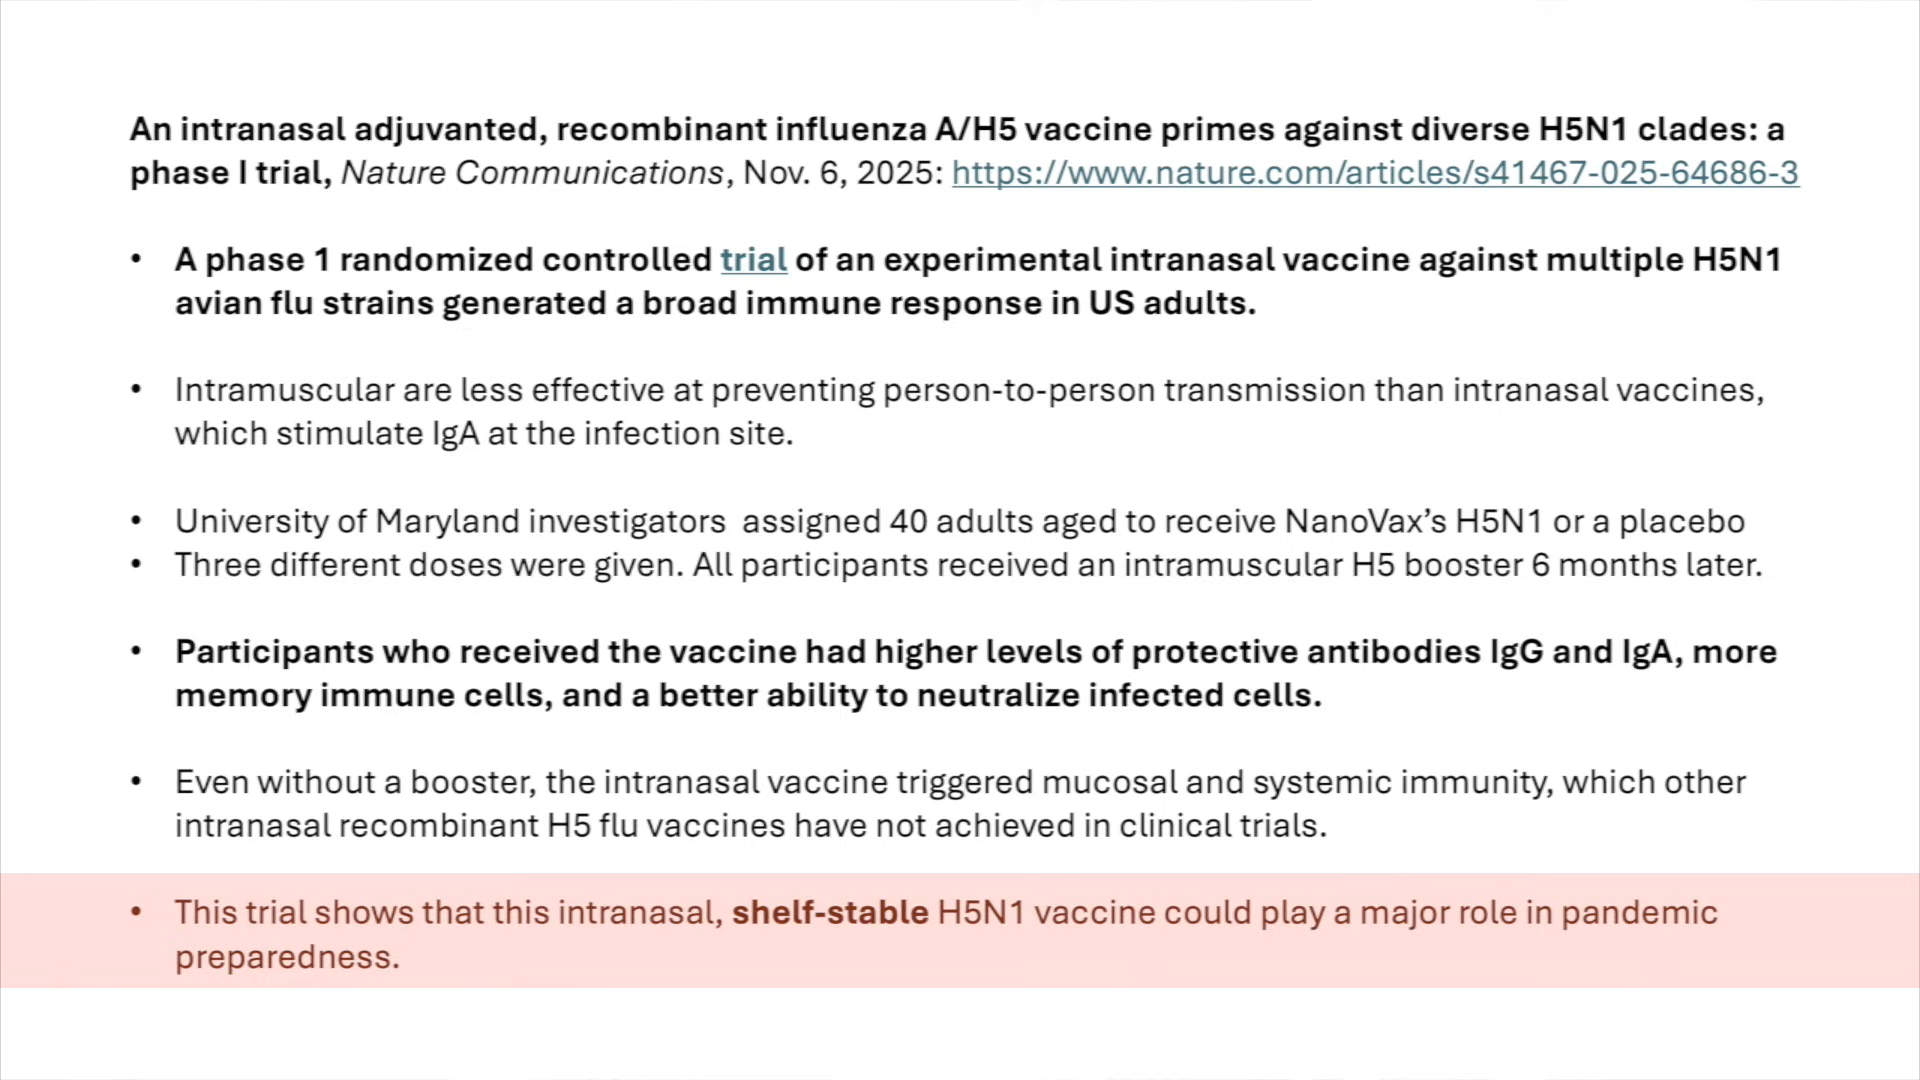 An intranasal adjuvanted, recombinant influenza A/H5 vaccine primes against diverse H5N1 clades: a
phase I trial, Nature Communications, Nov. 6, 2025: https://www.nature.com/articles/s41467-025-64686-3
• A phase 1 randomized controlled trial of an experimental intranasal vaccine against multiple H5N1
avian flu strains generated a broad immune response in US adults.
• Intramuscular are less effective at preventing person-to-person transmission than intranasal vaccines,
which stimulate IgA at the infection site.
• University of Maryland investigators  assigned 40 adults aged to receive NanoVax’s H5N1 or a placebo
• Three different doses were given. All participants received an intramuscular H5 booster 6 months later.
• Participants who received the vaccine had higher levels of protective antibodies IgG and IgA, more
memory immune cells, and a better ability to neutralize infected cells.
• Even without a booster, the intranasal vaccine triggered mucosal and systemic immunity, which other
intranasal recombinant H5 flu vaccines have not achieved in clinical trials.
• This trial shows that this intranasal, shelf-stable H5N1 vaccine could play a major role in pandemic
preparedness.